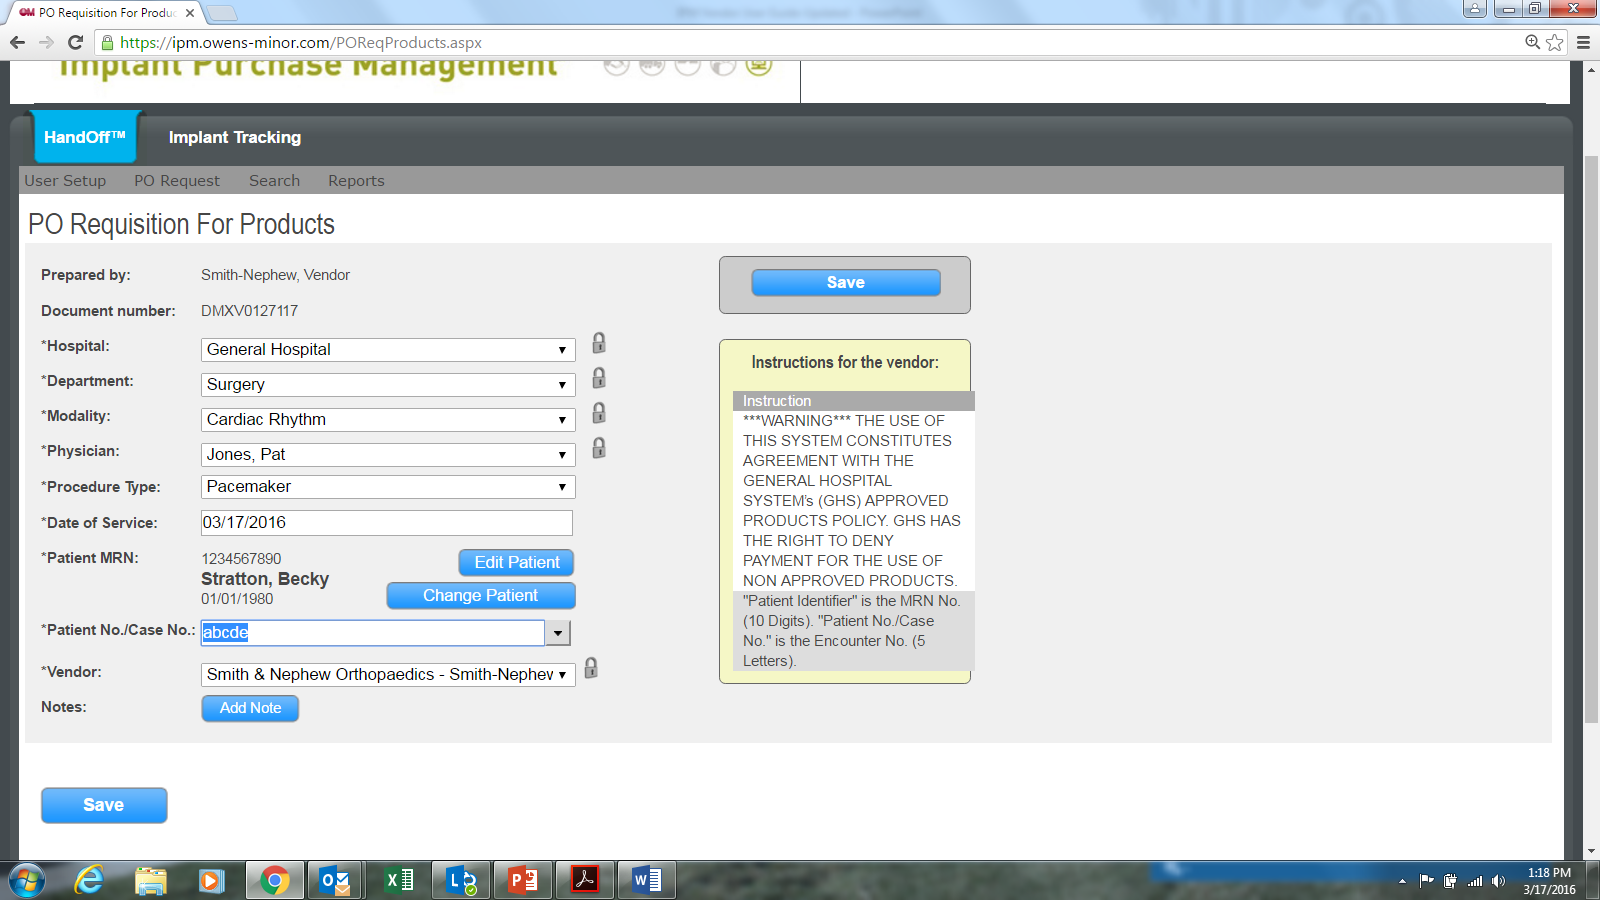 PO Requisition For Produc
https://ipm.owens-minor.com/POReqProducts.aspx
Implant Purchase Management
HandOff™ Implant Tracking
User Setup PO Request Search Reports
PO Requisition For Products
Prepared by: Smith-Nephew, Vendor
Document number: DMXV0127117
*Hospital: General Hospital
*Department: Surgery
*Modality: Cardiac Rhythm
*Physician: Jones, Pat
*Procedure Type: Pacemaker
*Date of Service: 03/17/2016
*Patient MRN: 1234567890 Edit Patient
Stratton, Becky
01/01/1980 Change Patient
*Patient No./Case No.: abcde
*Vendor: Smith & Nephew Orthopaedics - Smith-Nephew
Notes: Add Note
Save
Save
Instructions for the vendor:
Instruction
***WARNING*** THE USE OF
THIS SYSTEM CONSTITUTES
AGREEMENT WITH THE
GENERAL HOSPITAL
SYSTEM's (GHS) APPROVED
PRODUCTS POLICY. GHS HAS
THE RIGHT TO DENY
PAYMENT FOR THE USE OF
NON APPROVED PRODUCTS.
"Patient Identifier" is the MRN No.
(10 Digits). "Patient No./Case
No." is the Encounter No. (5
Letters).
1:18 PM
3/17/2016